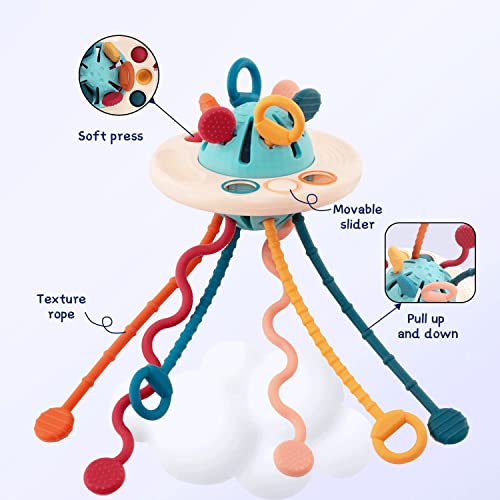 Soft press
Movable
slider
Texture
rope
Pull up
and down